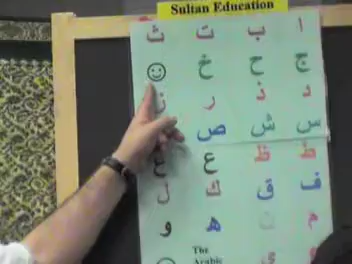 Sultan Education
ا ب ت ث
ج ح خ
د ذ ر ز
س ش ص
ط ظ ع غ
ف ق ك ل
م ن ه و
ي
The
Arabic